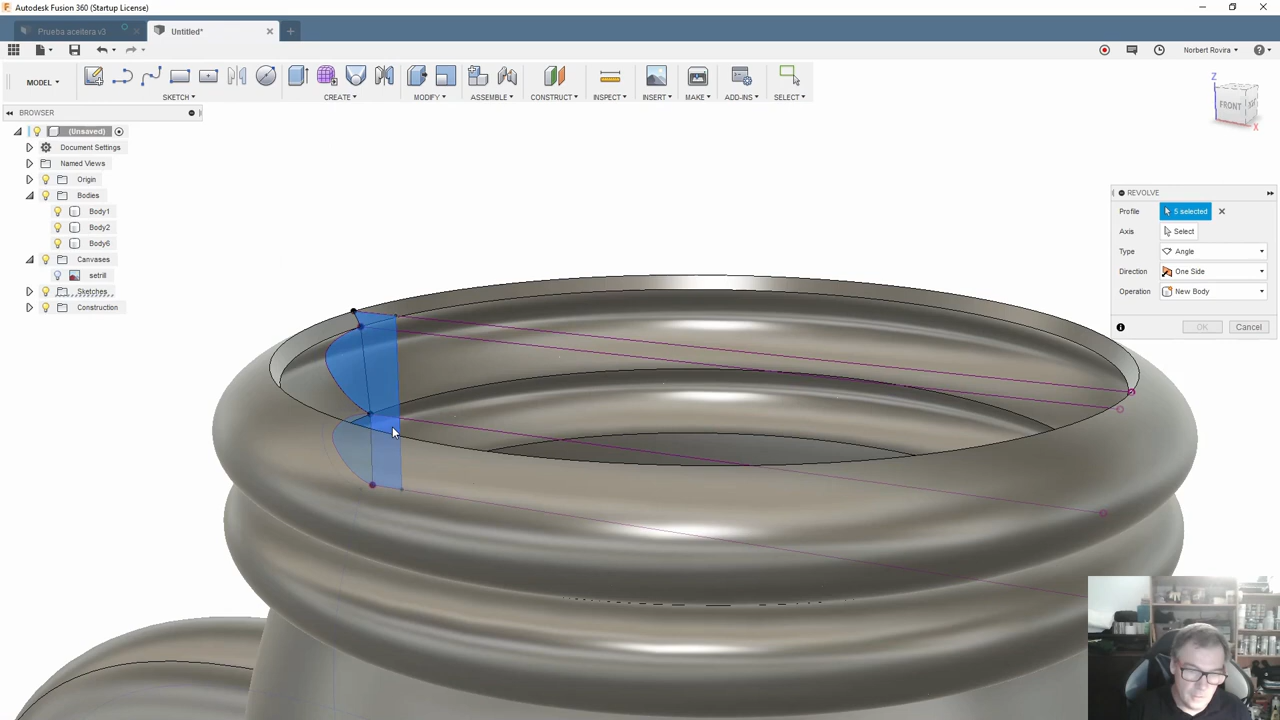 Autodesk Fusion 360 (Startup License)
Prueba aceitera v3
Untitled*
Norbert Rovira
MODEL
SKETCH
CREATE
MODIFY
ASSEMBLE
CONSTRUCT
INSPECT
INSERT
MAKE
ADD-INS
SELECT
BROWSER
(Unsaved)
Document Settings
Named Views
Origin
Bodies
Body1
Body2
Body6
Canvases
setrill
Sketches
Construction
Z
FRONT
X
REVOLVE
Profile 5 selected
Axis Select
Type Angle
Direction One Side
Operation New Body
OK Cancel